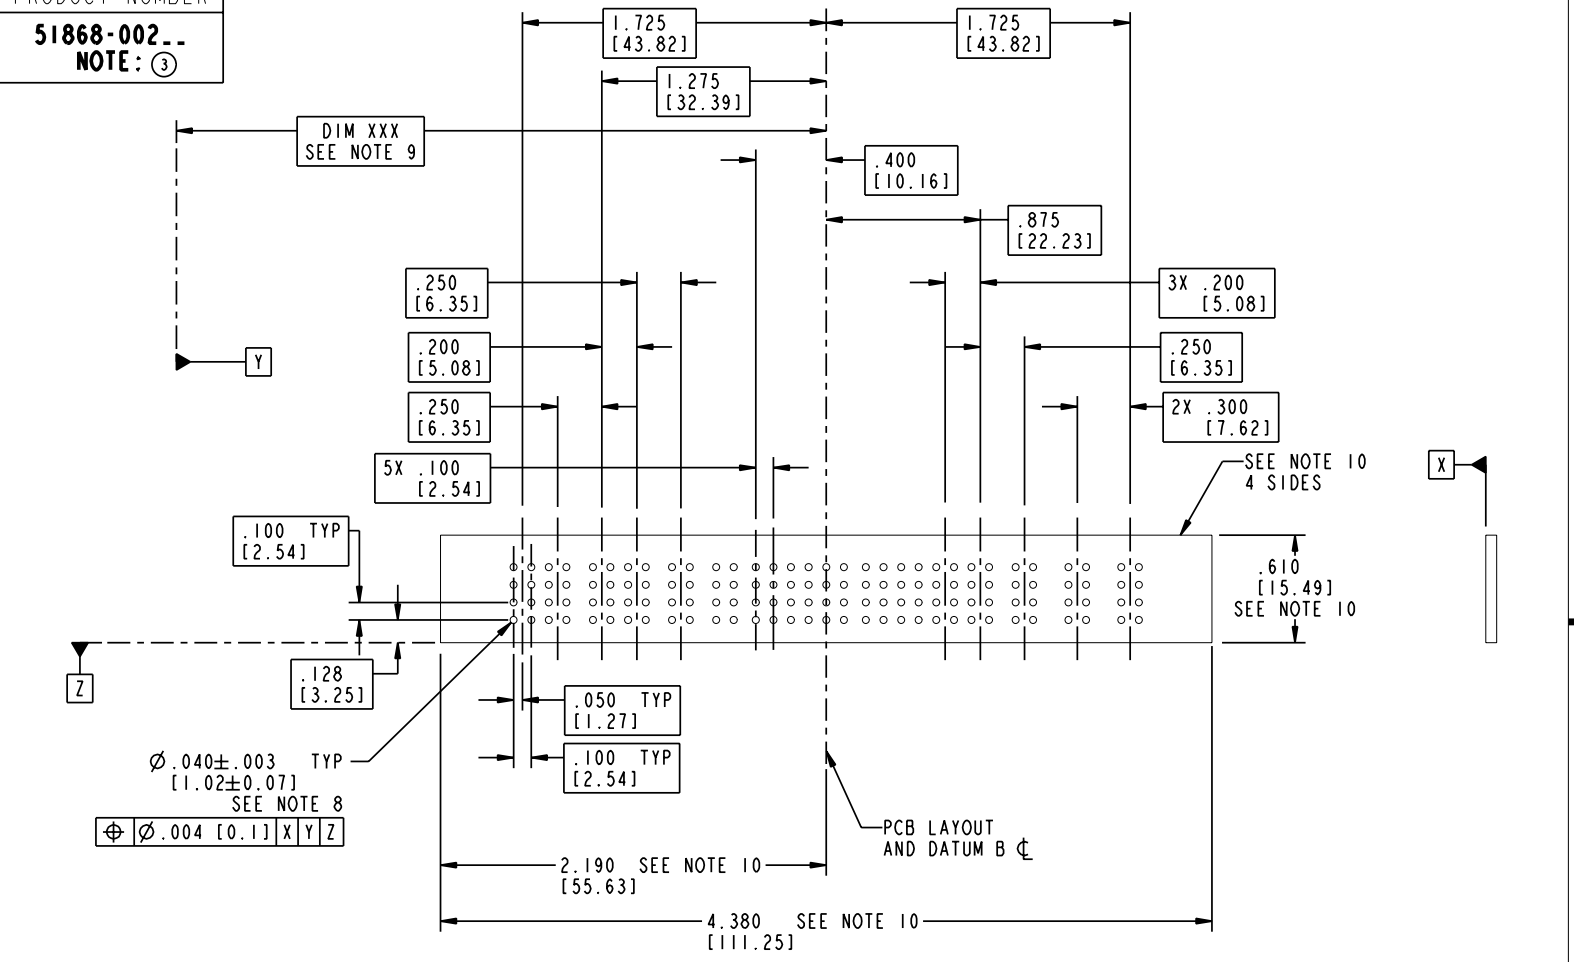 PRODUCT NUMBER
51868-002__
NOTE: 3
1.725
[43.82]
1.725
[43.82]
1.275
[32.39]
DIM XXX
SEE NOTE 9
.400
[10.16]
.875
[22.23]
.250
[6.35]
3X .200
[5.08]
.200
[5.08]
.250
[6.35]
Y
.250
[6.35]
2X .300
[7.62]
5X .100
[2.54]
SEE NOTE 10
4 SIDES
X
.100 TYP
[2.54]
.610
[15.49]
SEE NOTE 10
Z
.128
[3.25]
.050 TYP
[1.27]
.100 TYP
[2.54]
Ø.040±.003 TYP
[1.02±0.07]
SEE NOTE 8
⌖ Ø.004 [0.1] X Y Z
PCB LAYOUT
AND DATUM B ℄
2.190 SEE NOTE 10
[55.63]
4.380 SEE NOTE 10
[111.25]